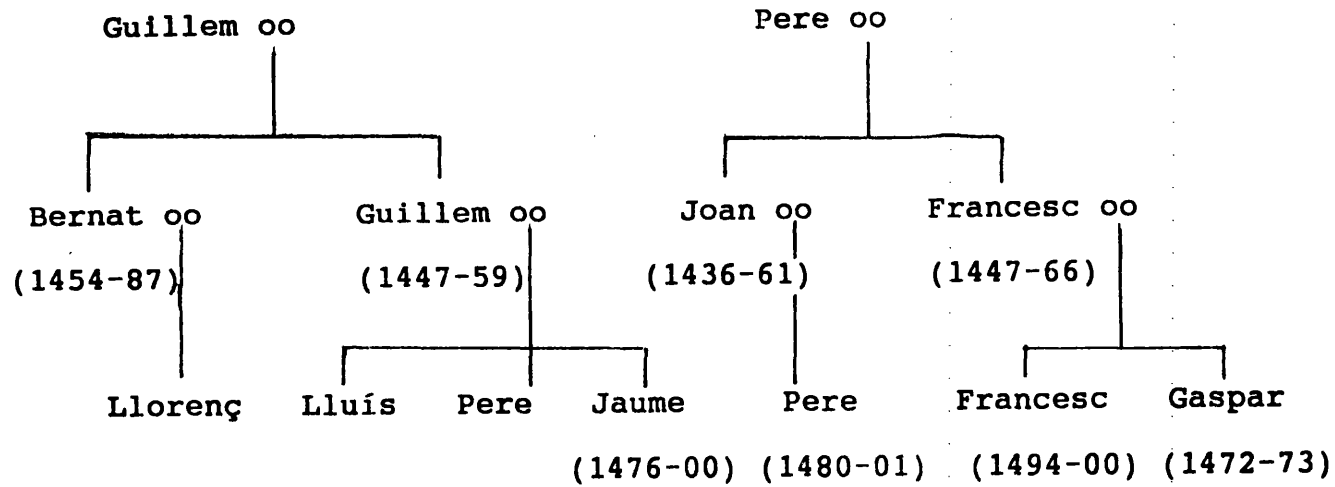 Guillem oo Pere oo
Bernat oo Guillem oo Joan oo Francesc oo
(1454-87) (1447-59) (1436-61) (1447-66)
Llorenç Lluís Pere Jaume Pere Francesc Gaspar
(1476-00) (1480-01) (1494-00) (1472-73)